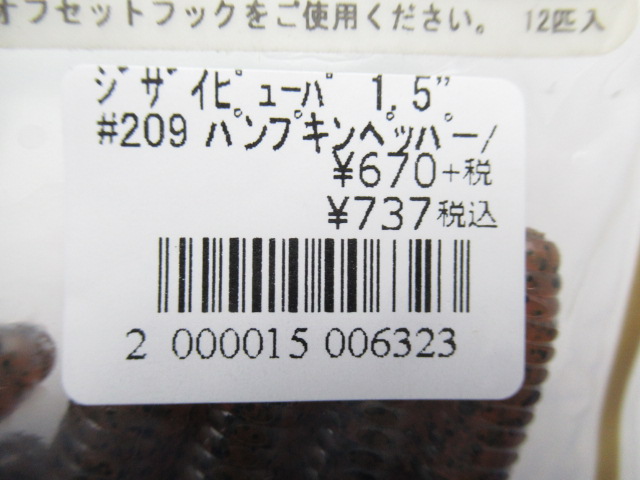 オフセットフックをご使用ください。 12匹入
ｼﾞｻﾞｲﾋﾟｭｰﾊﾟ 1.5"
#209 ﾊﾟﾝﾌﾟｷﾝﾍﾟｯﾊﾟｰ/
¥670+税
¥737税込
2 000015 006323